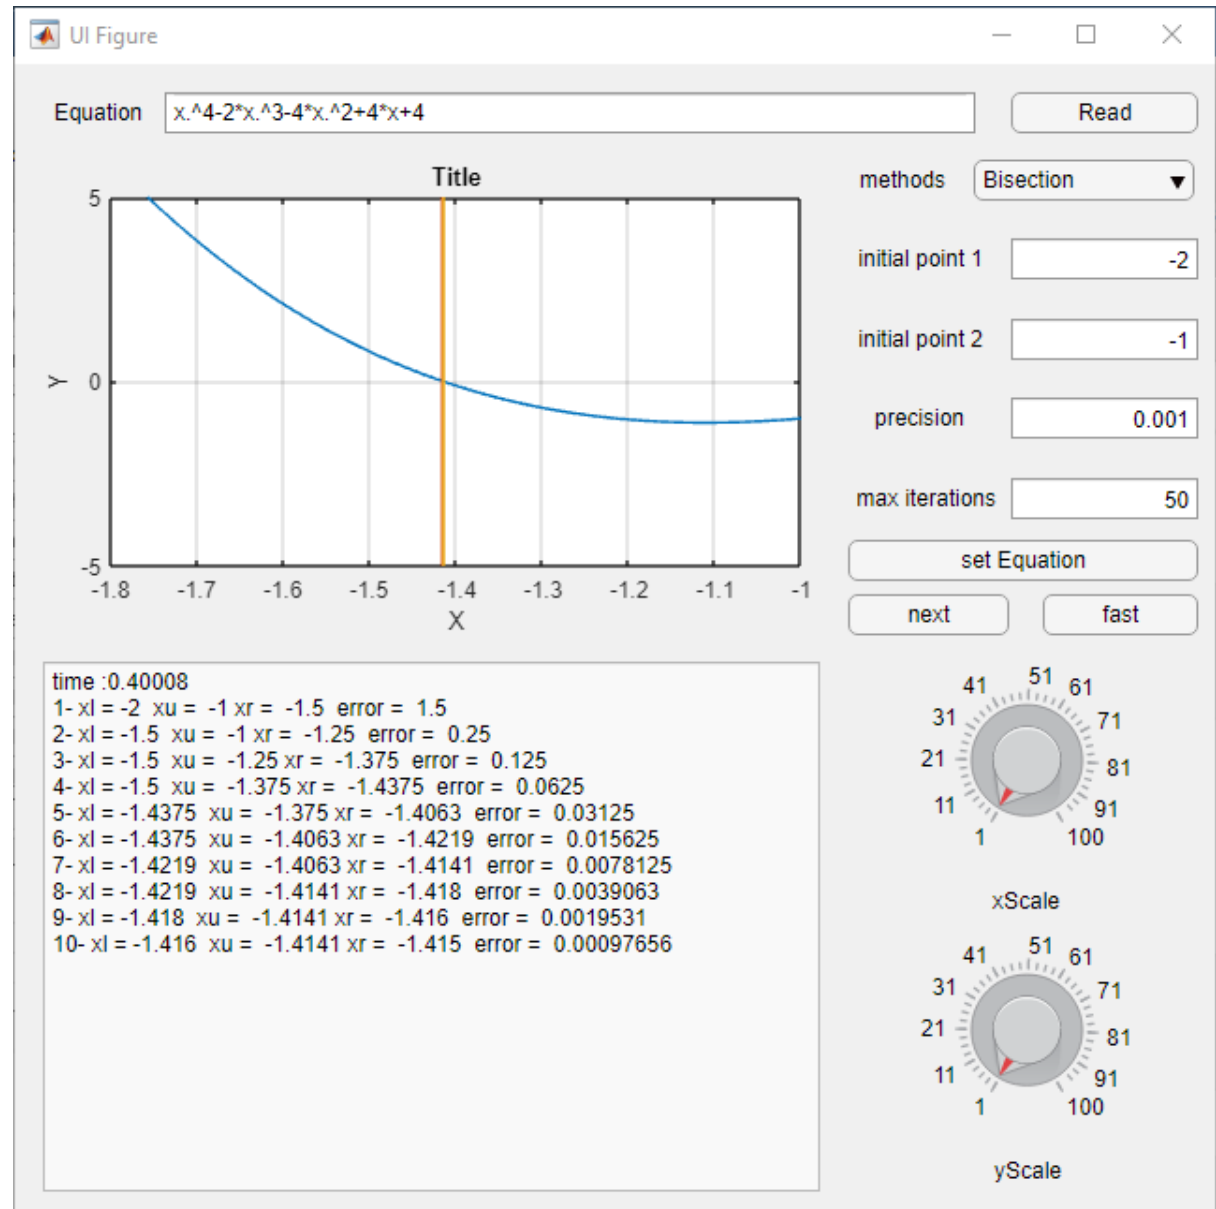 UI Figure
Equation x.^4-2*x.^3-4*x.^2+4*x+4 Read
Title
5
0
-5
Y
-1.8 -1.7 -1.6 -1.5 -1.4 -1.3 -1.2 -1.1 -1
X
methods Bisection
initial point 1 -2
initial point 2 -1
precision 0.001
max iterations 50
set Equation
next fast
time :0.40008
1- xl = -2 xu = -1 xr = -1.5 error = 1.5
2- xl = -1.5 xu = -1 xr = -1.25 error = 0.25
3- xl = -1.5 xu = -1.25 xr = -1.375 error = 0.125
4- xl = -1.5 xu = -1.375 xr = -1.4375 error = 0.0625
5- xl = -1.4375 xu = -1.375 xr = -1.4063 error = 0.03125
6- xl = -1.4375 xu = -1.4063 xr = -1.4219 error = 0.015625
7- xl = -1.4219 xu = -1.4063 xr = -1.4141 error = 0.0078125
8- xl = -1.4219 xu = -1.4141 xr = -1.418 error = 0.0039063
9- xl = -1.418 xu = -1.4141 xr = -1.416 error = 0.0019531
10- xl = -1.416 xu = -1.4141 xr = -1.415 error = 0.00097656
1 11 21 31 41 51 61 71 81 91 100
xScale
1 11 21 31 41 51 61 71 81 91 100
yScale